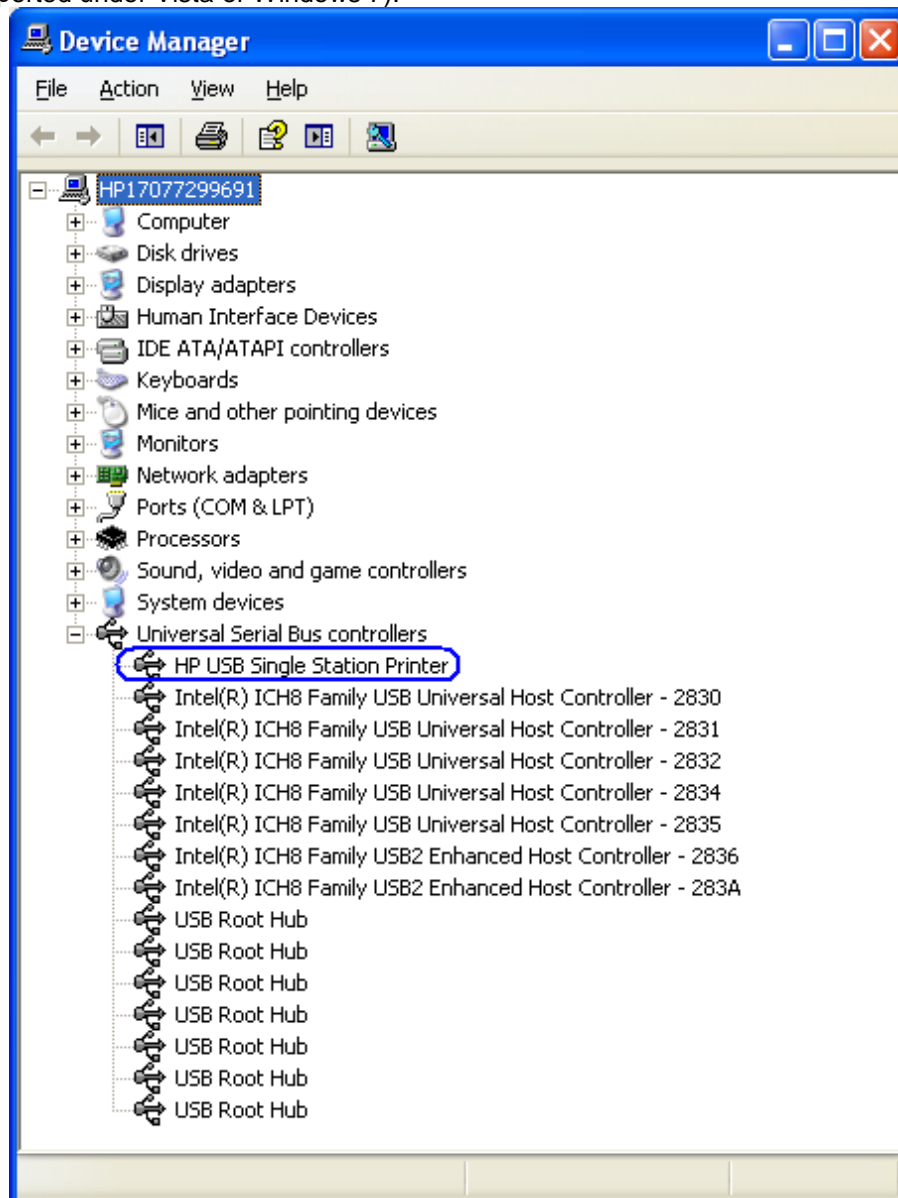 ported under Vista or Windows 7).
Device Manager
File Action View Help
HP17077299691
Computer
Disk drives
Display adapters
Human Interface Devices
IDE ATA/ATAPI controllers
Keyboards
Mice and other pointing devices
Monitors
Network adapters
Ports (COM & LPT)
Processors
Sound, video and game controllers
System devices
Universal Serial Bus controllers
HP USB Single Station Printer
Intel(R) ICH8 Family USB Universal Host Controller - 2830
Intel(R) ICH8 Family USB Universal Host Controller - 2831
Intel(R) ICH8 Family USB Universal Host Controller - 2832
Intel(R) ICH8 Family USB Universal Host Controller - 2834
Intel(R) ICH8 Family USB Universal Host Controller - 2835
Intel(R) ICH8 Family USB2 Enhanced Host Controller - 2836
Intel(R) ICH8 Family USB2 Enhanced Host Controller - 283A
USB Root Hub
USB Root Hub
USB Root Hub
USB Root Hub
USB Root Hub
USB Root Hub
USB Root Hub